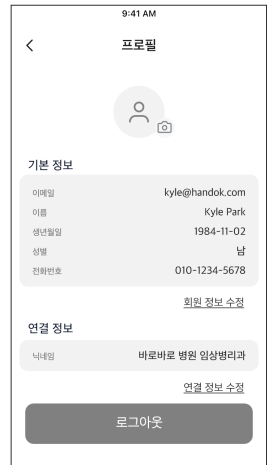 9:41 AM
프로필
기본 정보
이메일 kyle@handok.com
이름 Kyle Park
생년월일 1984-11-02
성별 남
전화번호 010-1234-5678
회원 정보 수정
연결 정보
닉네임 바로바로 병원 임상병리과
연결 정보 수정
로그아웃